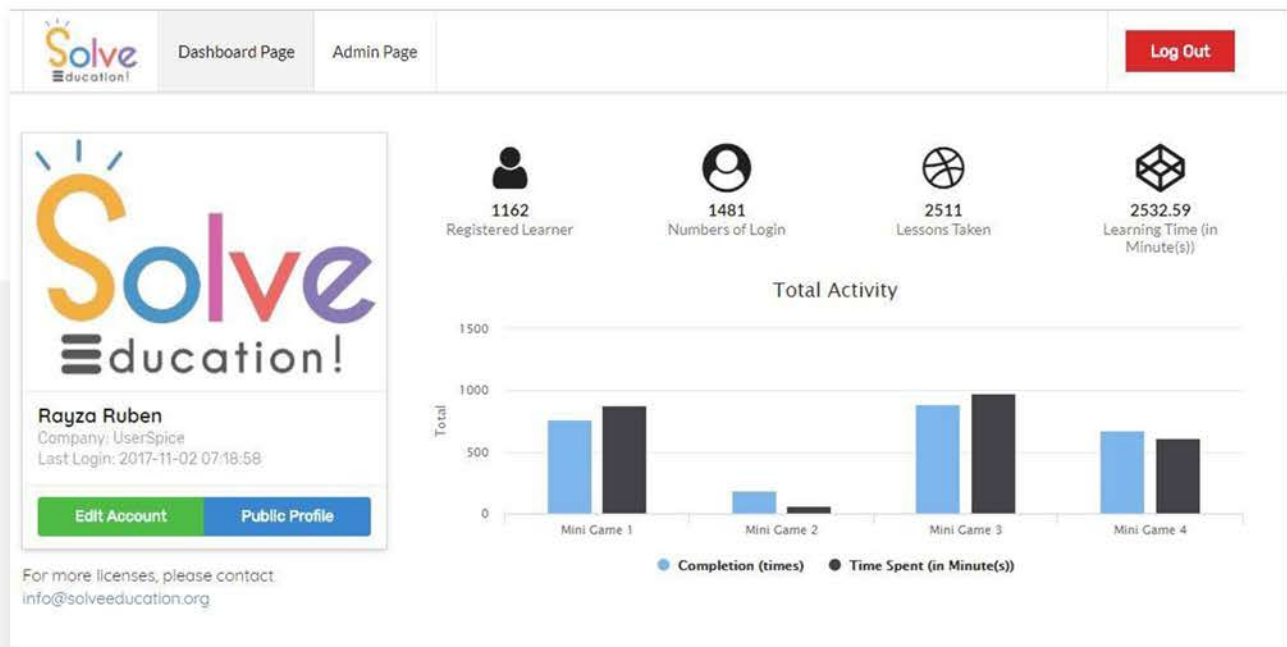 Solve
Education!
Dashboard Page
Admin Page
Log Out
Solve
Education!
Rayza Ruben
Company: UserSpice
Last Login: 2017-11-02 07:18:58
Edit Account
Public Profile
For more licenses, please contact
info@solveeducation.org
1162
Registered Learner
1481
Numbers of Login
2511
Lessons Taken
2532.59
Learning Time (in
Minute(s))
Total Activity
Total
1500
1000
500
0
Mini Game 1
Mini Game 2
Mini Game 3
Mini Game 4
Completion (times)
Time Spent (in Minute(s))